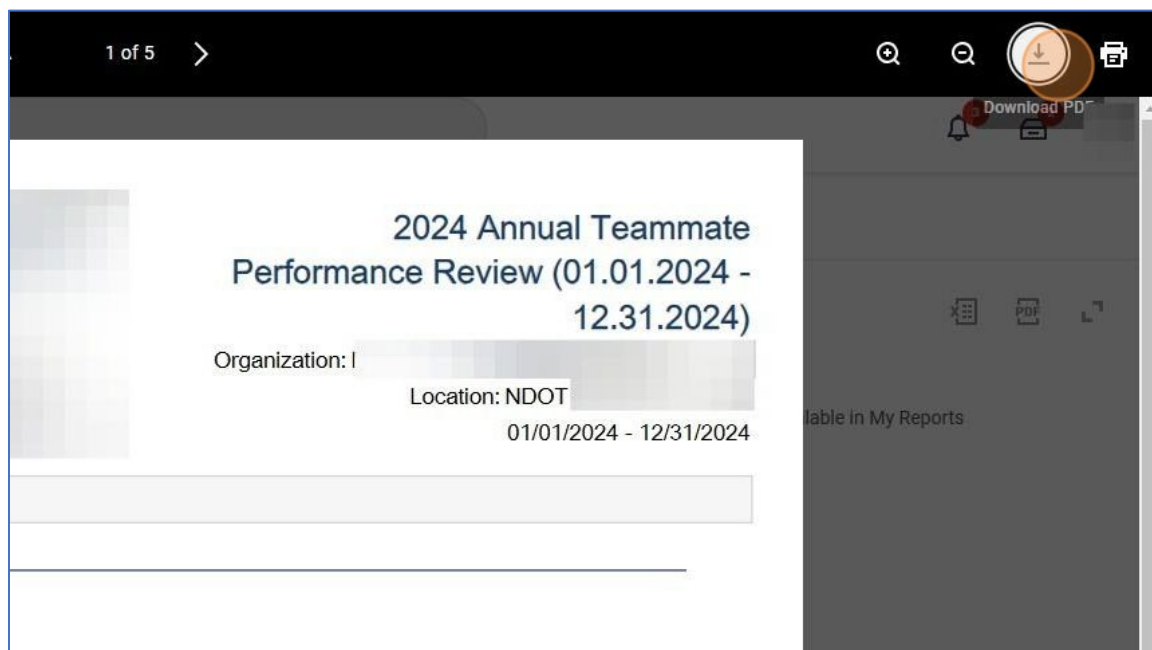 1 of 5
Download PDF
2024 Annual Teammate
Performance Review (01.01.2024 -
12.31.2024)
PDF
Organization:
Location: NDOT
lable in My Reports
01/01/2024 - 12/31/2024